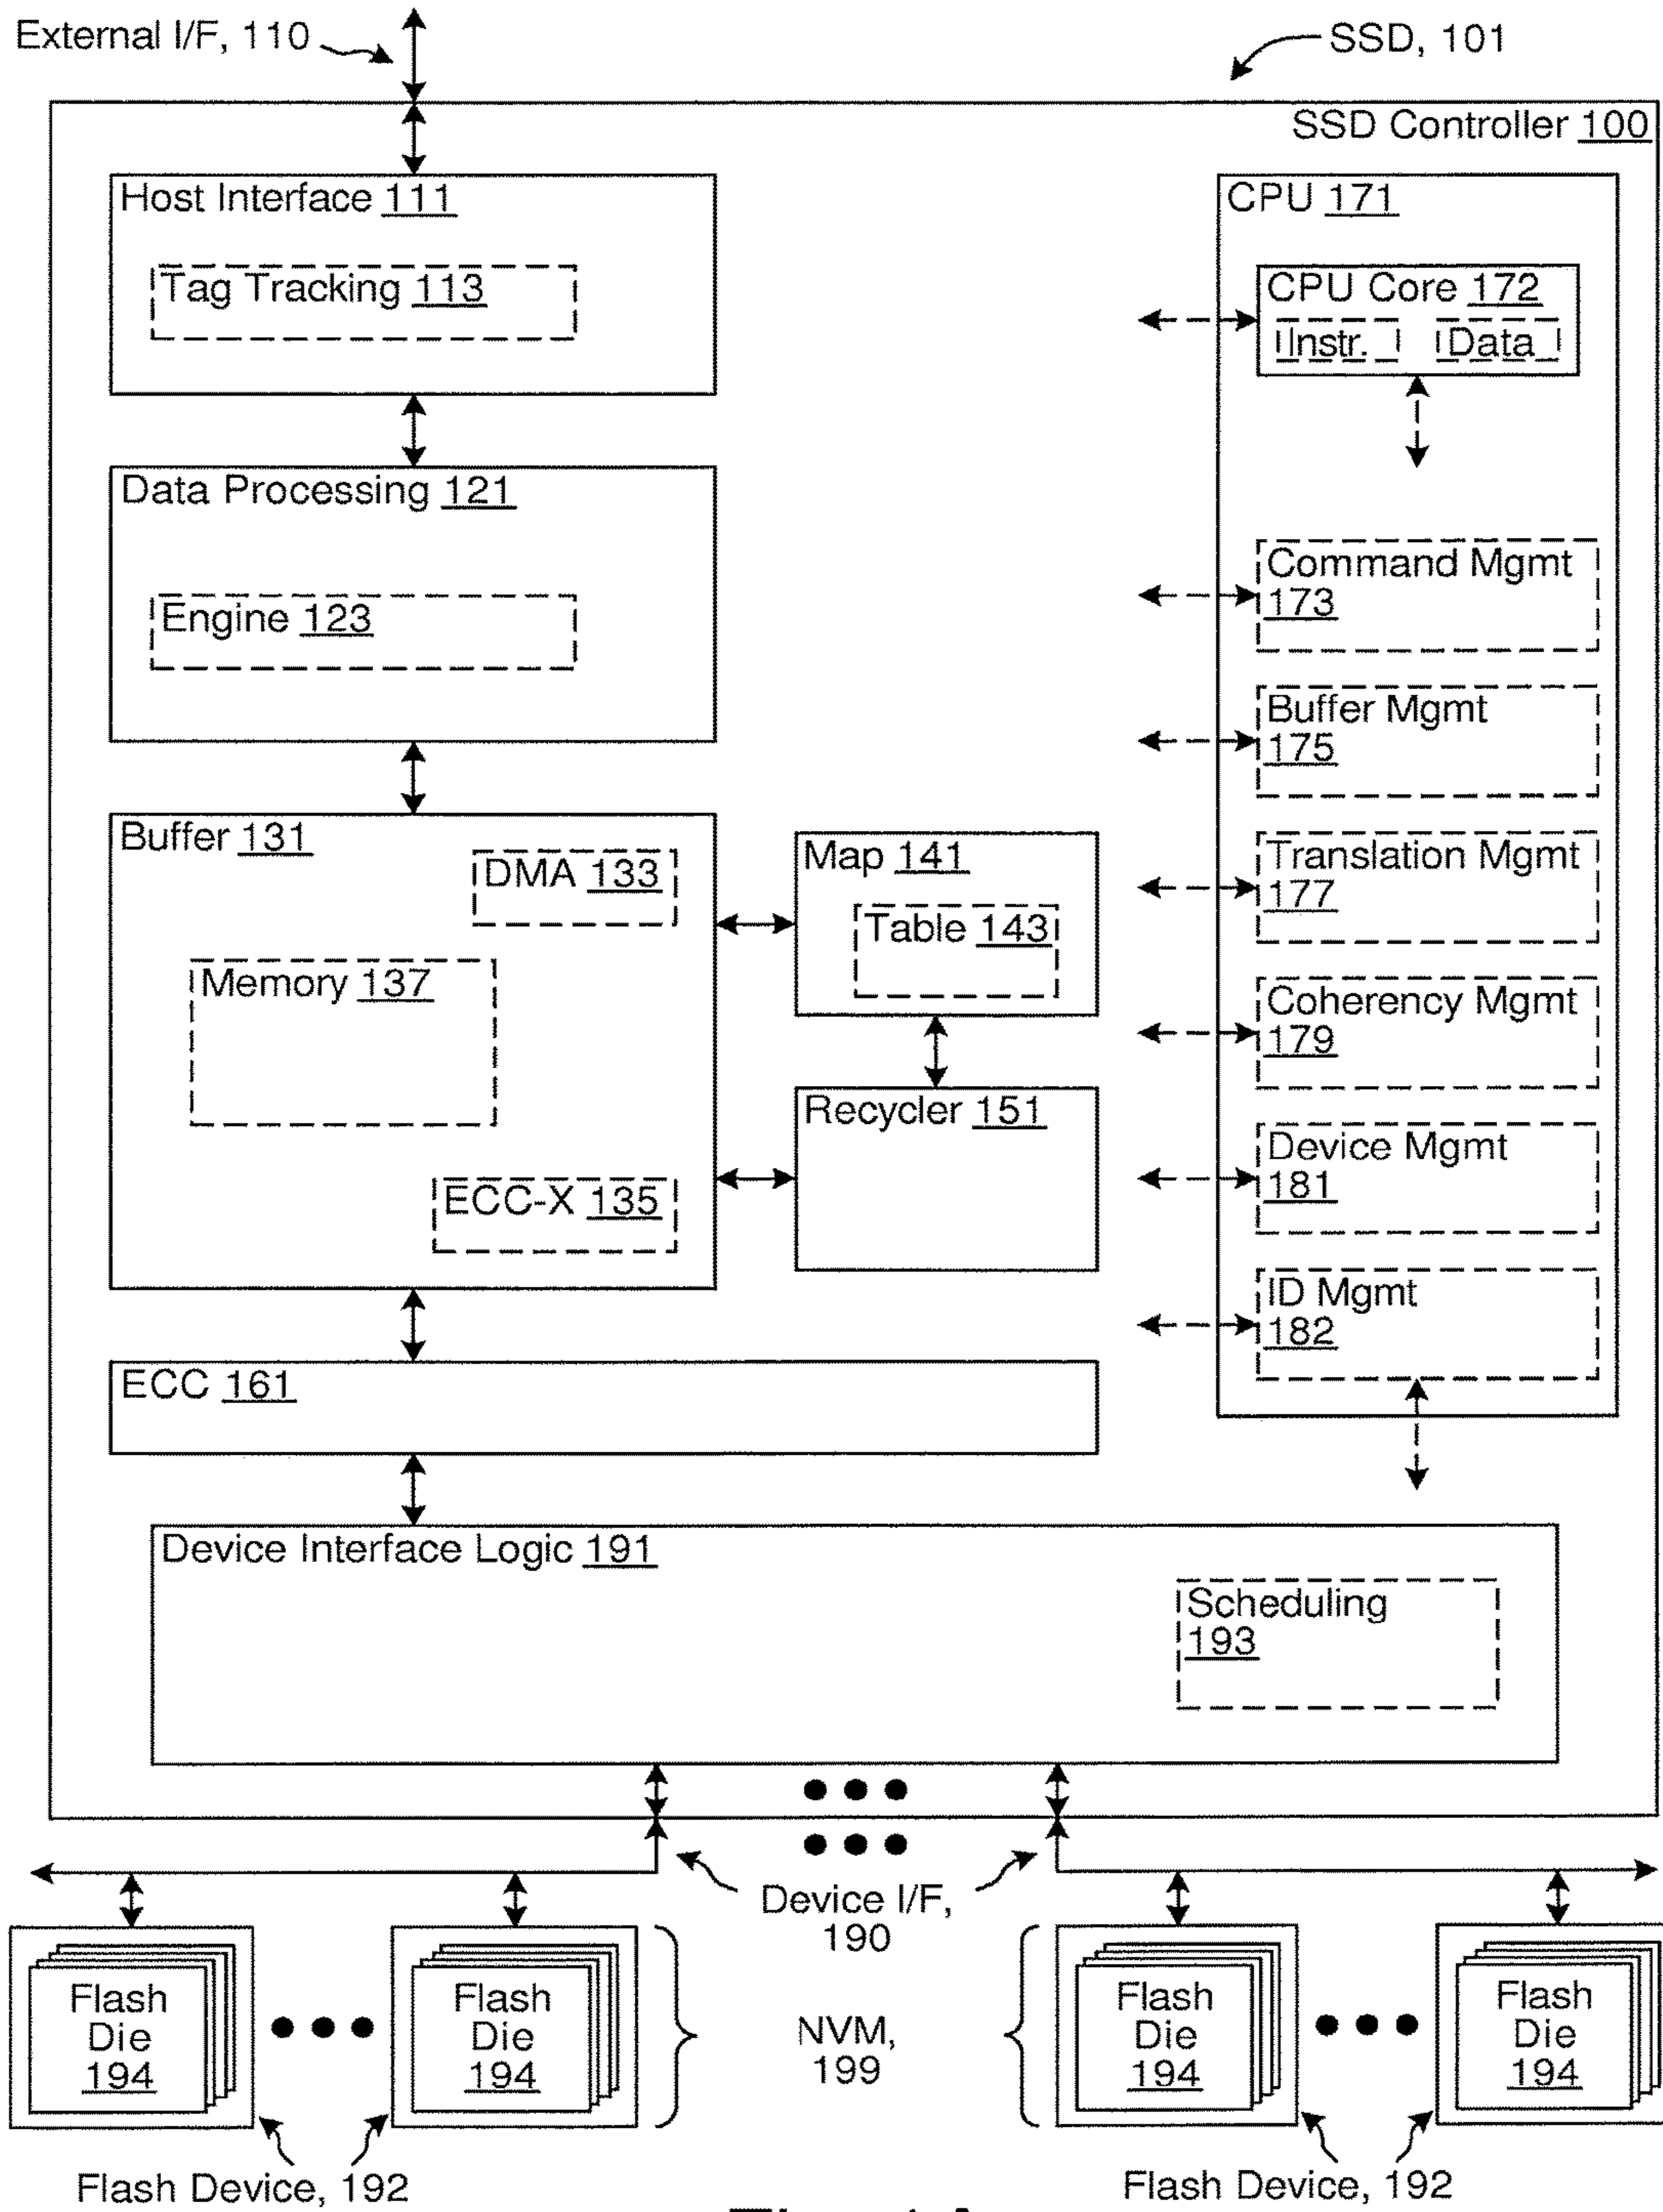 External I/F, 110
SSD, 101
SSD Controller 100
Host Interface 111
Tag Tracking 113
CPU 171
CPU Core 172
Instr.
Data
Data Processing 121
Engine 123
Command Mgmt
173
Buffer Mgmt
175
Buffer 131
DMA 133
Memory 137
ECC-X 135
Map 141
Table 143
Translation Mgmt
177
Coherency Mgmt
179
Recycler 151
Device Mgmt
181
ID Mgmt
182
ECC 161
Device Interface Logic 191
Scheduling
193
Device I/F,
190
Flash
Die
194
Flash
Die
194
NVM,
199
Flash
Die
194
Flash
Die
194
Flash Device, 192
Flash Device, 192